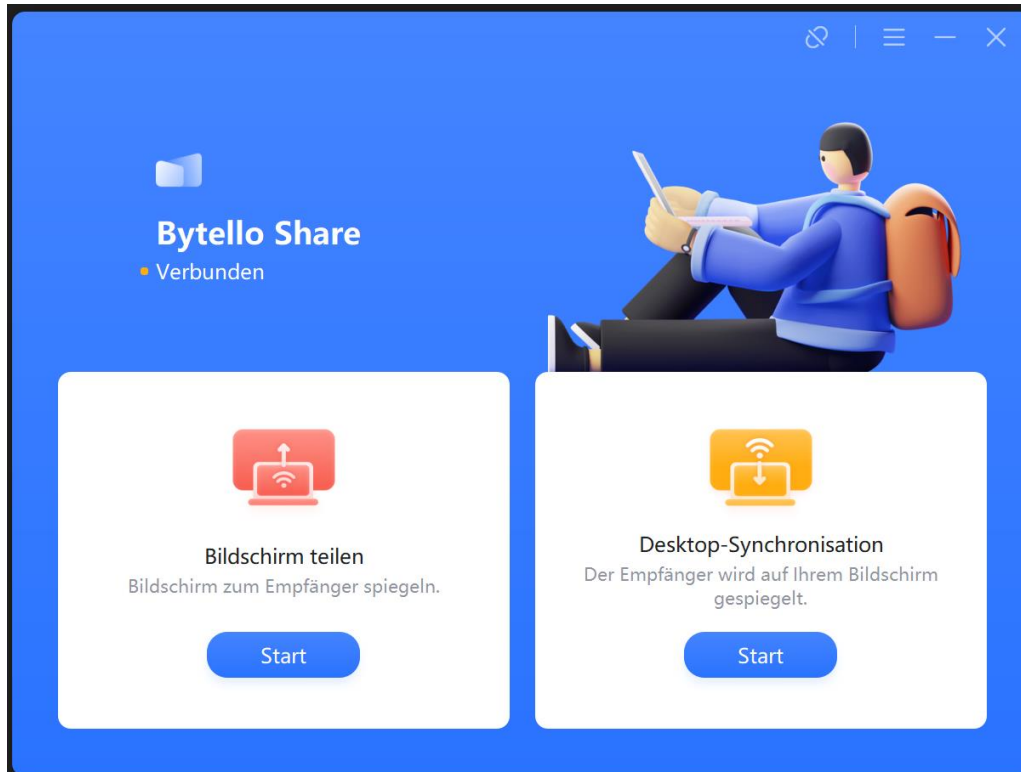 Bytello Share
Verbunden
Bildschirm teilen
Bildschirm zum Empfänger spiegeln.
Start
Desktop-Synchronisation
Der Empfänger wird auf Ihrem Bildschirm
gespiegelt.
Start